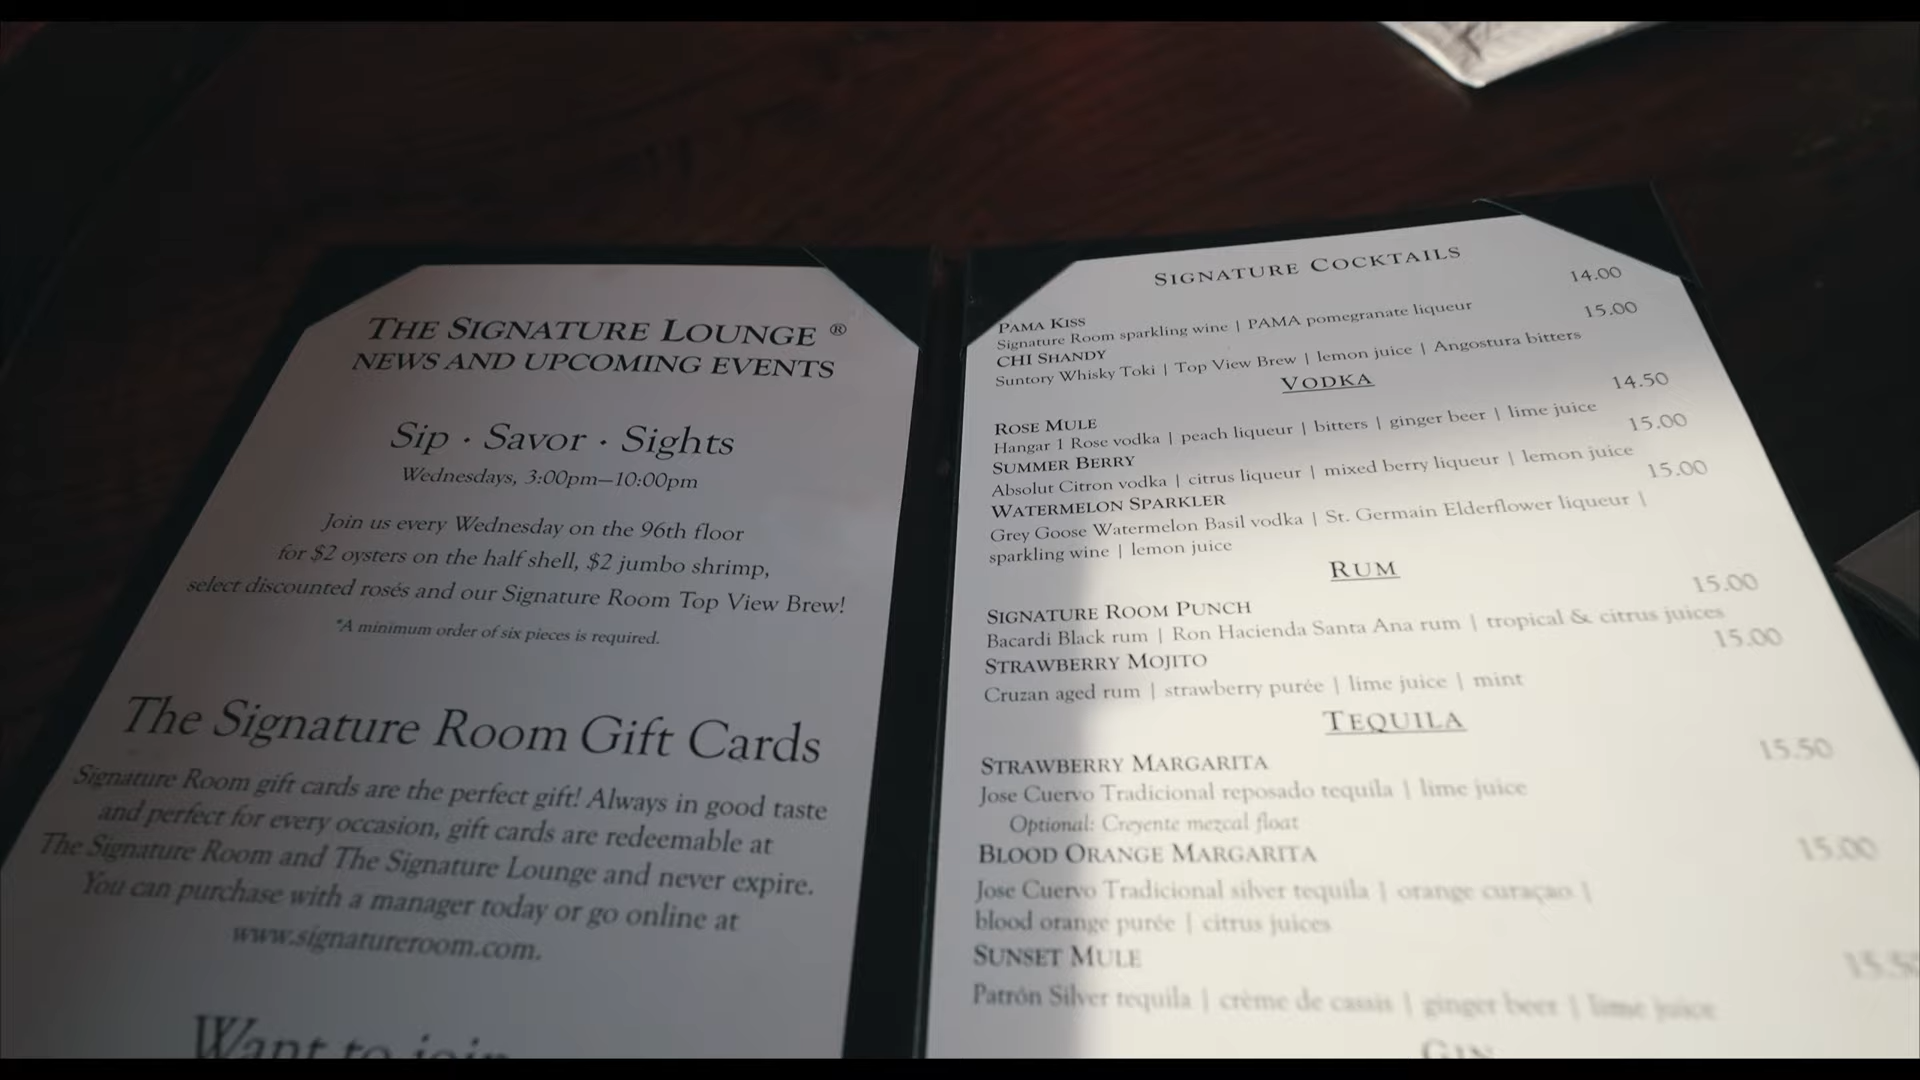 THE SIGNATURE LOUNGE ®
NEWS AND UPCOMING EVENTS
Sip · Savor · Sights
Wednesdays, 3:00pm—10:00pm
Join us every Wednesday on the 96th floor
for $2 oysters on the half shell, $2 jumbo shrimp,
select discounted rosés and our Signature Room Top View Brew!
*A minimum order of six pieces is required.
The Signature Room Gift Cards
Signature Room gift cards are the perfect gift! Always in good taste
and perfect for every occasion, gift cards are redeemable at
The Signature Room and The Signature Lounge and never expire.
You can purchase with a manager today or go online at
www.signatureroom.com.
Want to join
SIGNATURE COCKTAILS
PAMA KISS 14.00
Signature Room sparkling wine | PAMA pomegranate liqueur
CHI SHANDY 15.00
Suntory Whisky Toki | Top View Brew | lemon juice | Angostura bitters
VODKA
ROSE MULE 14.50
Hangar 1 Rose vodka | peach liqueur | bitters | ginger beer | lime juice
SUMMER BERRY 15.00
Absolut Citron vodka | citrus liqueur | mixed berry liqueur | lemon juice
WATERMELON SPARKLER 15.00
Grey Goose Watermelon Basil vodka | St. Germain Elderflower liqueur |
sparkling wine | lemon juice
RUM
SIGNATURE ROOM PUNCH 15.00
Bacardi Black rum | Ron Hacienda Santa Ana rum | tropical & citrus juices
STRAWBERRY MOJITO 15.00
Cruzan aged rum | strawberry purée | lime juice | mint
TEQUILA
STRAWBERRY MARGARITA 15.50
Jose Cuervo Tradicional reposado tequila | lime juice
Optional: Creyente mezcal float
BLOOD ORANGE MARGARITA 15.00
Jose Cuervo Tradicional silver tequila | orange curaçao |
blood orange purée | citrus juices
SUNSET MULE 15.50
Patrón Silver tequila | crème de cassis | ginger beer | lime juice
GIN